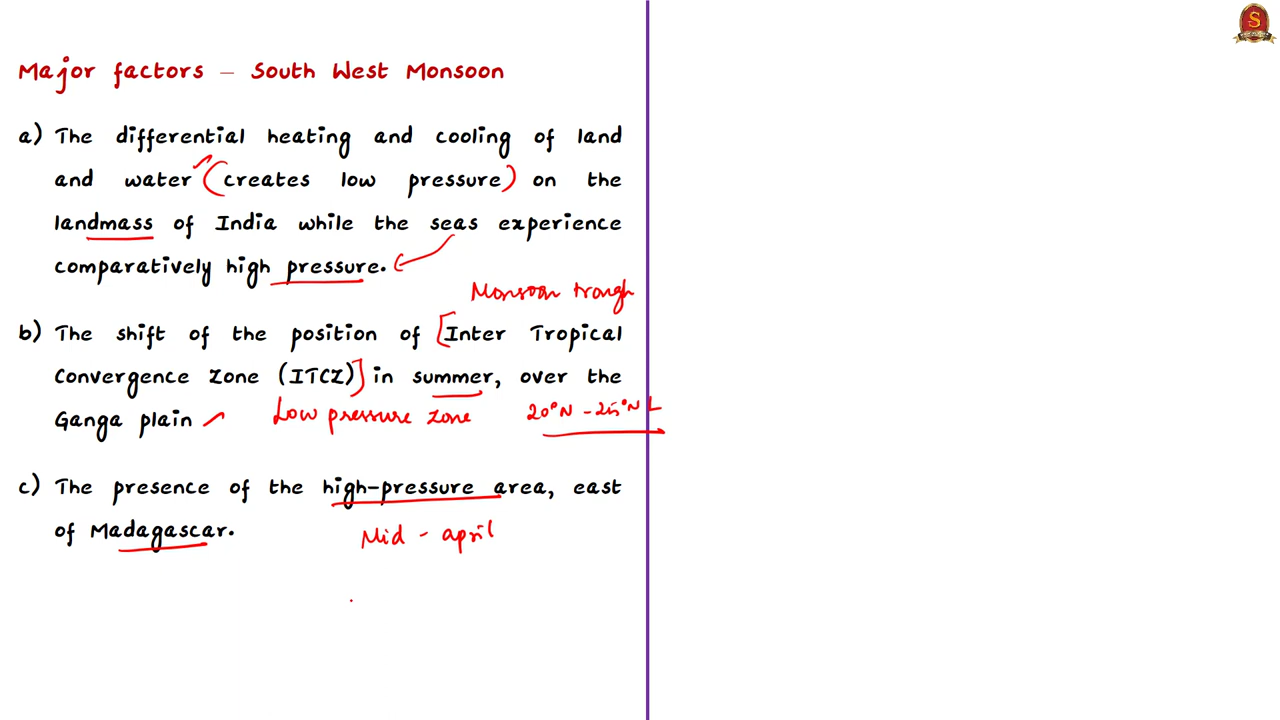 Major factors – South West Monsoon
a) The differential heating and cooling of land
and water (creates low pressure) on the
landmass of India while the seas experience
comparatively high pressure.
Monsoon trough
b) The shift of the position of [Inter Tropical
Convergence Zone (ITCZ)] in summer, over the
Ganga plain
Low pressure zone
20°N - 25°N L
c) The presence of the high-pressure area, east
of Madagascar.
Mid - april
S